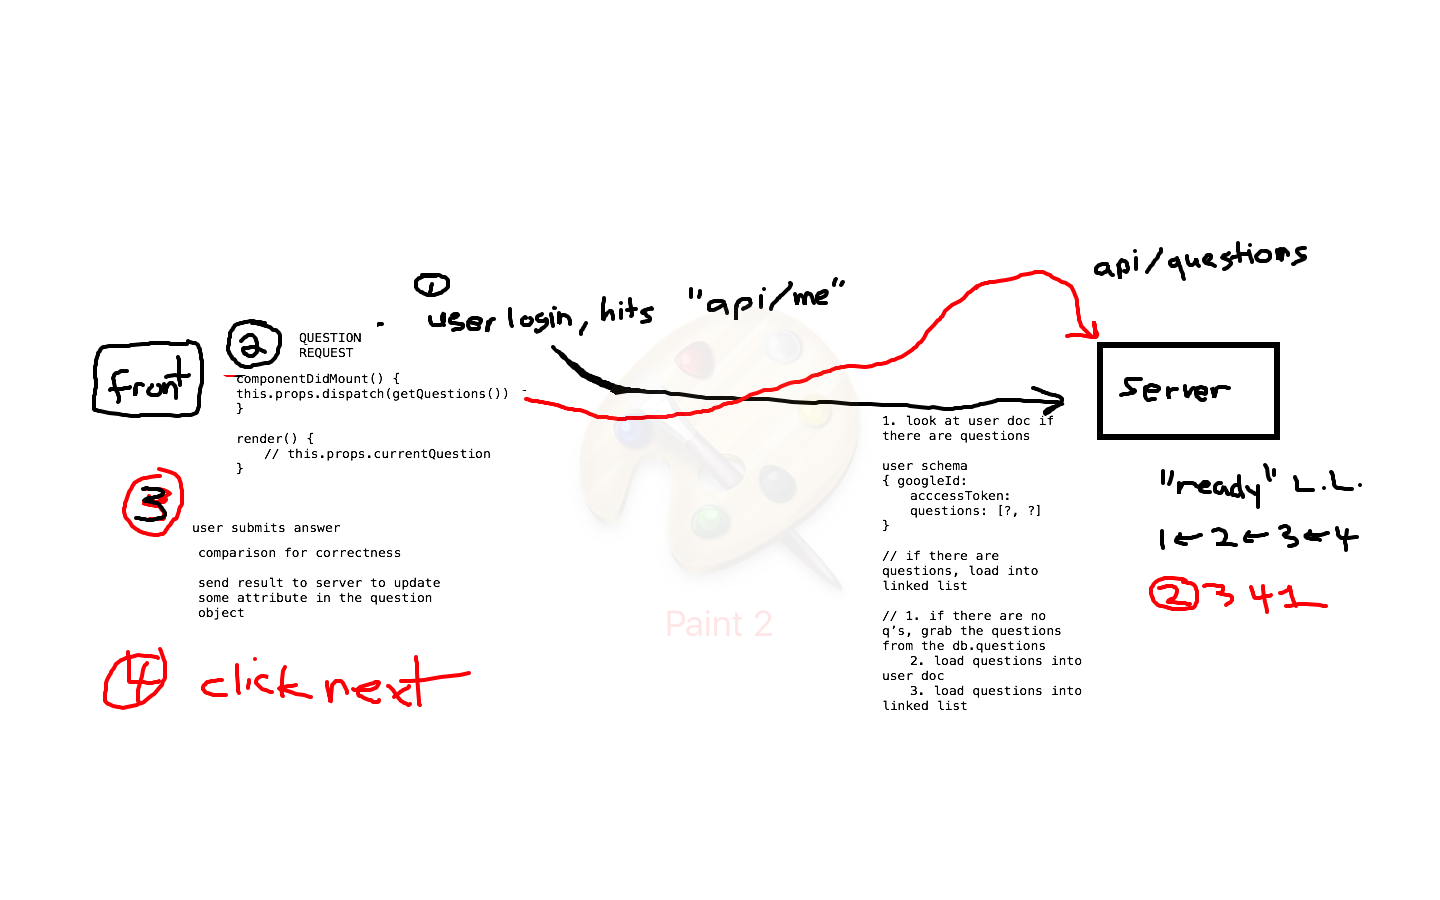 1
user login, hits "api/me"
api/questions
Front
2
QUESTION
REQUEST
componentDidMount() {
this.props.dispatch(getQuestions())
}
render() {
// this.props.currentQuestion
}
3
user submits answer
comparison for correctness
send result to server to update
some attribute in the question
object
4 click next
Paint 2
1. look at user doc if
there are questions
user schema
{ googleId:
acccessToken:
questions: [?, ?]
}
// if there are
questions, load into
linked list
// 1. if there are no
q's, grab the questions
from the db.questions
2. load questions into
user doc
3. load questions into
linked list
Server
"ready" L.L.
1 ← 2 ← 3 ← 4
2 3 4 1